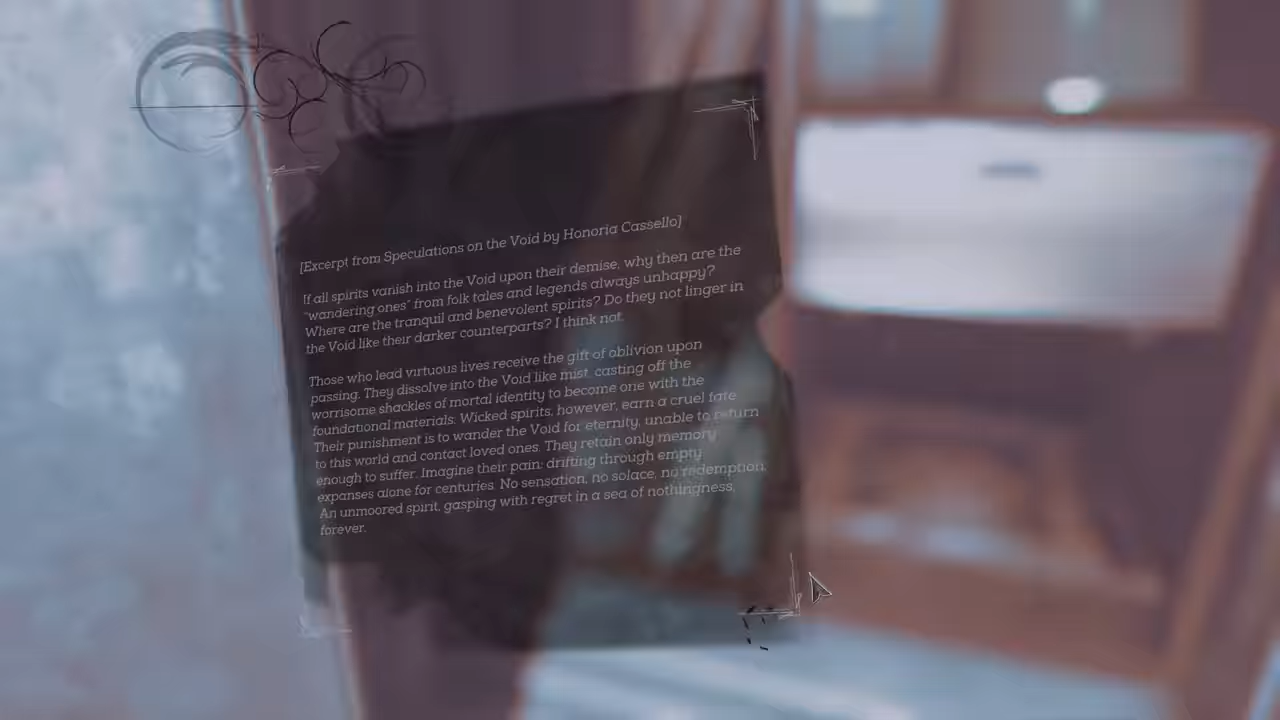 [Excerpt from Speculations on the Void by Honoria Cassello]
If all spirits vanish into the Void upon their demise, why then are the
"wandering ones" from folk tales and legends always unhappy?
Where are the tranquil and benevolent spirits? Do they not linger in
the Void like their darker counterparts? I think not.
Those who lead virtuous lives receive the gift of oblivion upon
passing. They dissolve into the Void like mist, casting off the
worrisome shackles of mortal identity to become one with the
foundational materials. Wicked spirits, however, earn a cruel fate.
Their punishment is to wander the Void for eternity, unable to return
to this world and contact loved ones. They retain only memory
enough to suffer. Imagine their pain: drifting through empty
expanses alone for centuries. No sensation, no solace, no redemption.
An unmoored spirit, gasping with regret in a sea of nothingness,
forever.